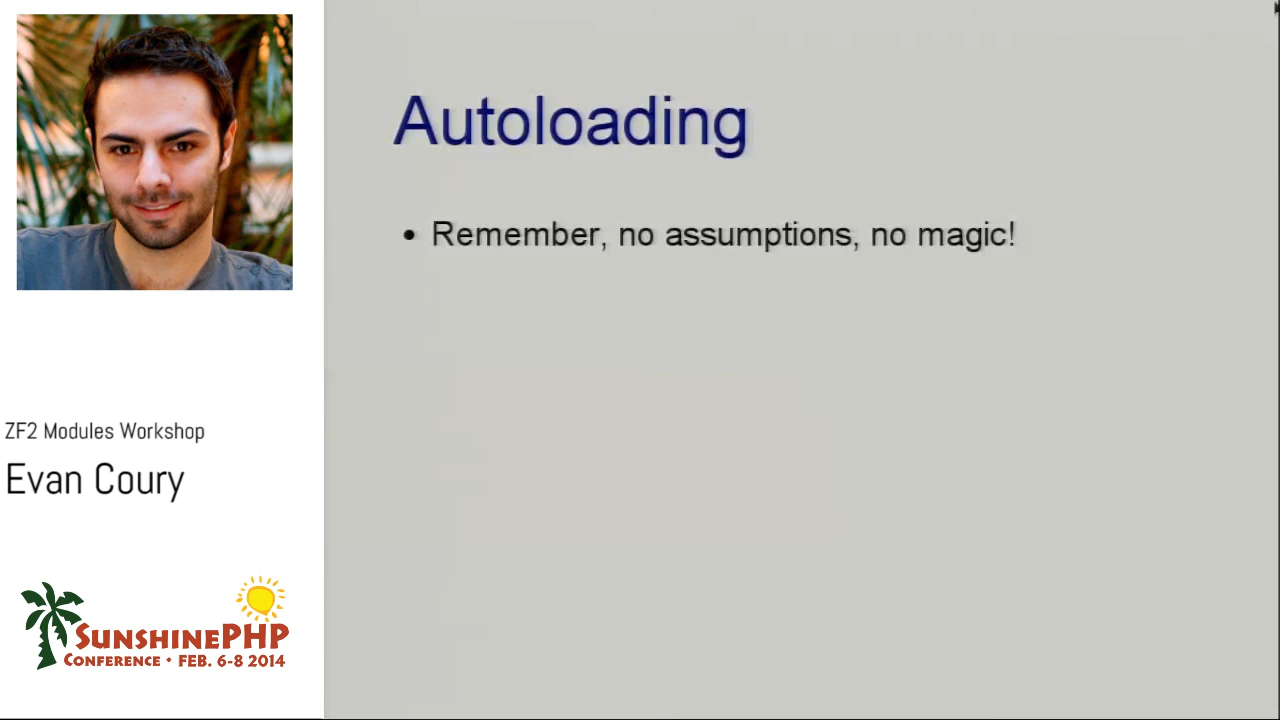 Autoloading
• Remember, no assumptions, no magic!
ZF2 Modules Workshop
Evan Coury
SUNSHINEPHP
CONFERENCE • FEB. 6-8 2014